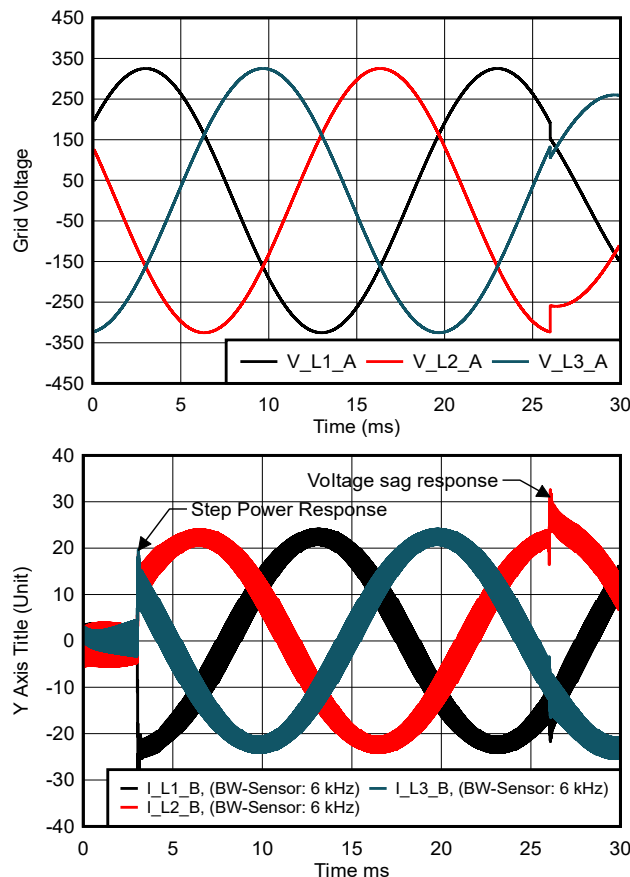 450
350
250
150
50
-50
-150
-250
-350
-450
Grid Voltage
V_L1_A V_L2_A V_L3_A
0 5 10 15 20 25 30
Time (ms)
40
30
20
10
0
-10
-20
-30
-40
Y Axis Title (Unit)
Voltage sag response
Step Power Response
I_L1_B, (BW-Sensor: 6 kHz) I_L3_B, (BW-Sensor: 6 kHz)
I_L2_B, (BW-Sensor: 6 kHz)
0 5 10 15 20 25 30
Time ms